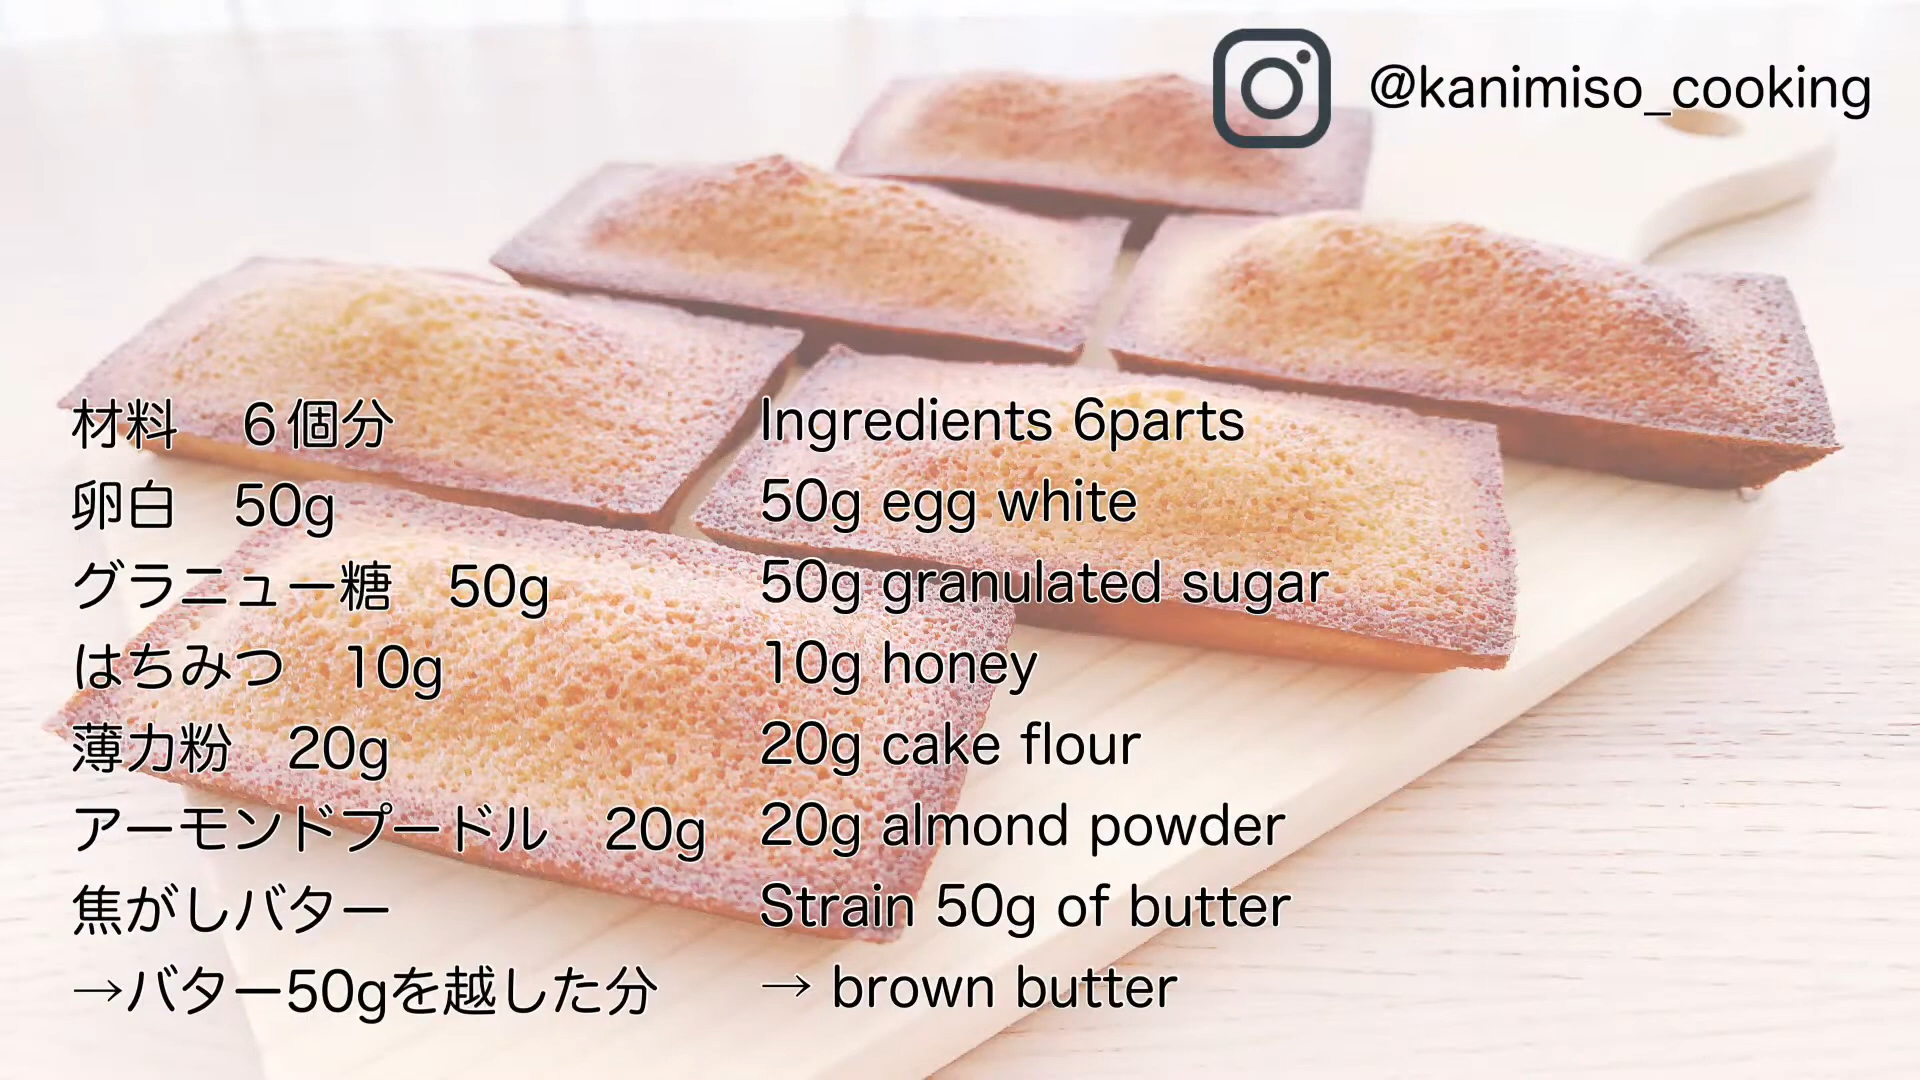 @kanimiso_cooking
材料　６個分
卵白　50g
グラニュー糖　50g
はちみつ　10g
薄力粉　20g
アーモンドプードル　20g
焦がしバター
→バター50gを越した分
Ingredients 6parts
50g egg white
50g granulated sugar
10g honey
20g cake flour
20g almond powder
Strain 50g of butter
→ brown butter